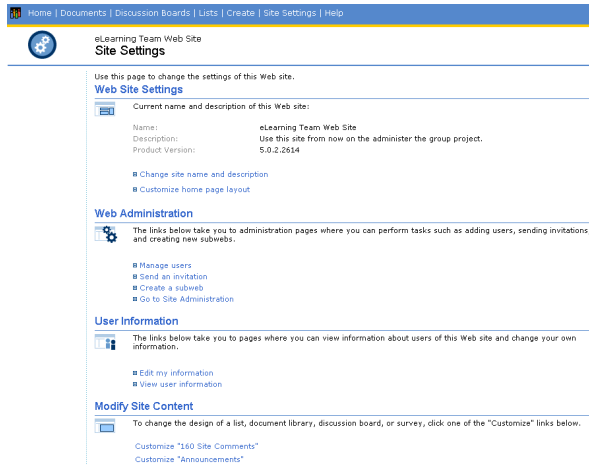 Home | Documents | Discussion Boards | Lists | Create | Site Settings | Help
eLearning Team Web Site
Site Settings
Use this page to change the settings of this Web site.
Web Site Settings
Current name and description of this Web site:
Name: eLearning Team Web Site
Description: Use this site from now on the administer the group project.
Product Version: 5.0.2.2614
Change site name and description
Customize home page layout
Web Administration
The links below take you to administration pages where you can perform tasks such as adding users, sending invitations
and creating new subwebs.
Manage users
Send an invitation
Create a subweb
Go to Site Administration
User Information
The links below take you to pages where you can view information about users of this Web site and change your own
information.
Edit my information
View user information
Modify Site Content
To change the design of a list, document library, discussion board, or survey, click one of the "Customize" links below.
Customize "160 Site Comments"
Customize "Announcements"